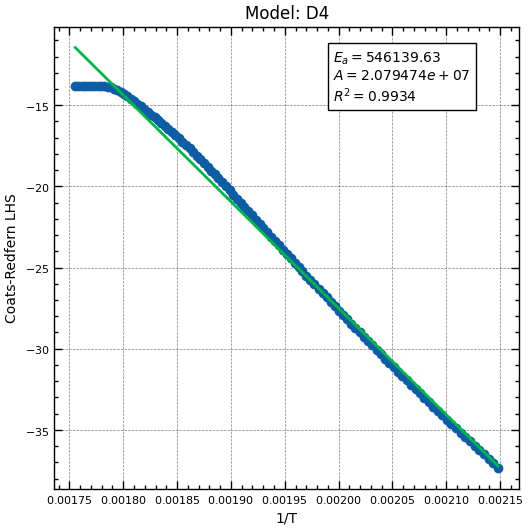 Model: D4
E_a = 546139.63
A = 2.079474e + 07
R^2 = 0.9934
Coats-Redfern LHS
−15
−20
−25
−30
−35
0.00175 0.00180 0.00185 0.00190 0.00195 0.00200 0.00205 0.00210 0.00215
1/T